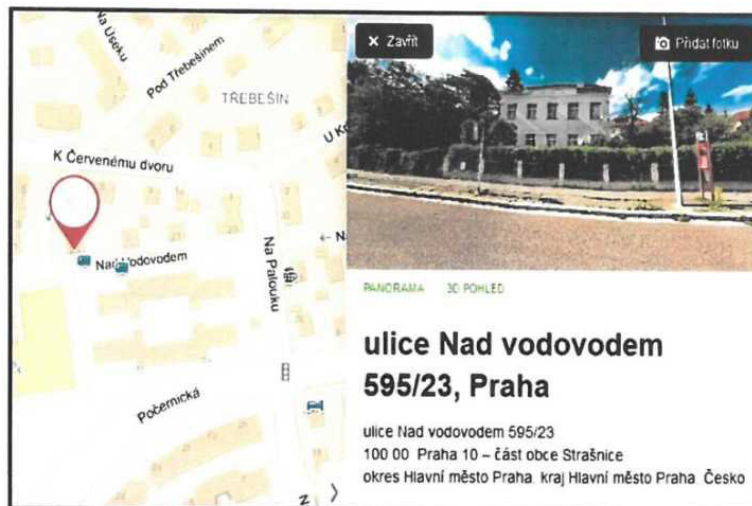 Na Úseku
Pod Třebešínem
TŘEBEŠÍN
K Červenému dvoru
Nad Vodovodem
Na Palouku
Počernická
× Zavřít
Přidat fotku
PANORAMA 3D POHLED
ulice Nad vodovodem
595/23, Praha
ulice Nad vodovodem 595/23
100 00 Praha 10 – část obce Strašnice
okres Hlavní město Praha, kraj Hlavní město Praha, Česko